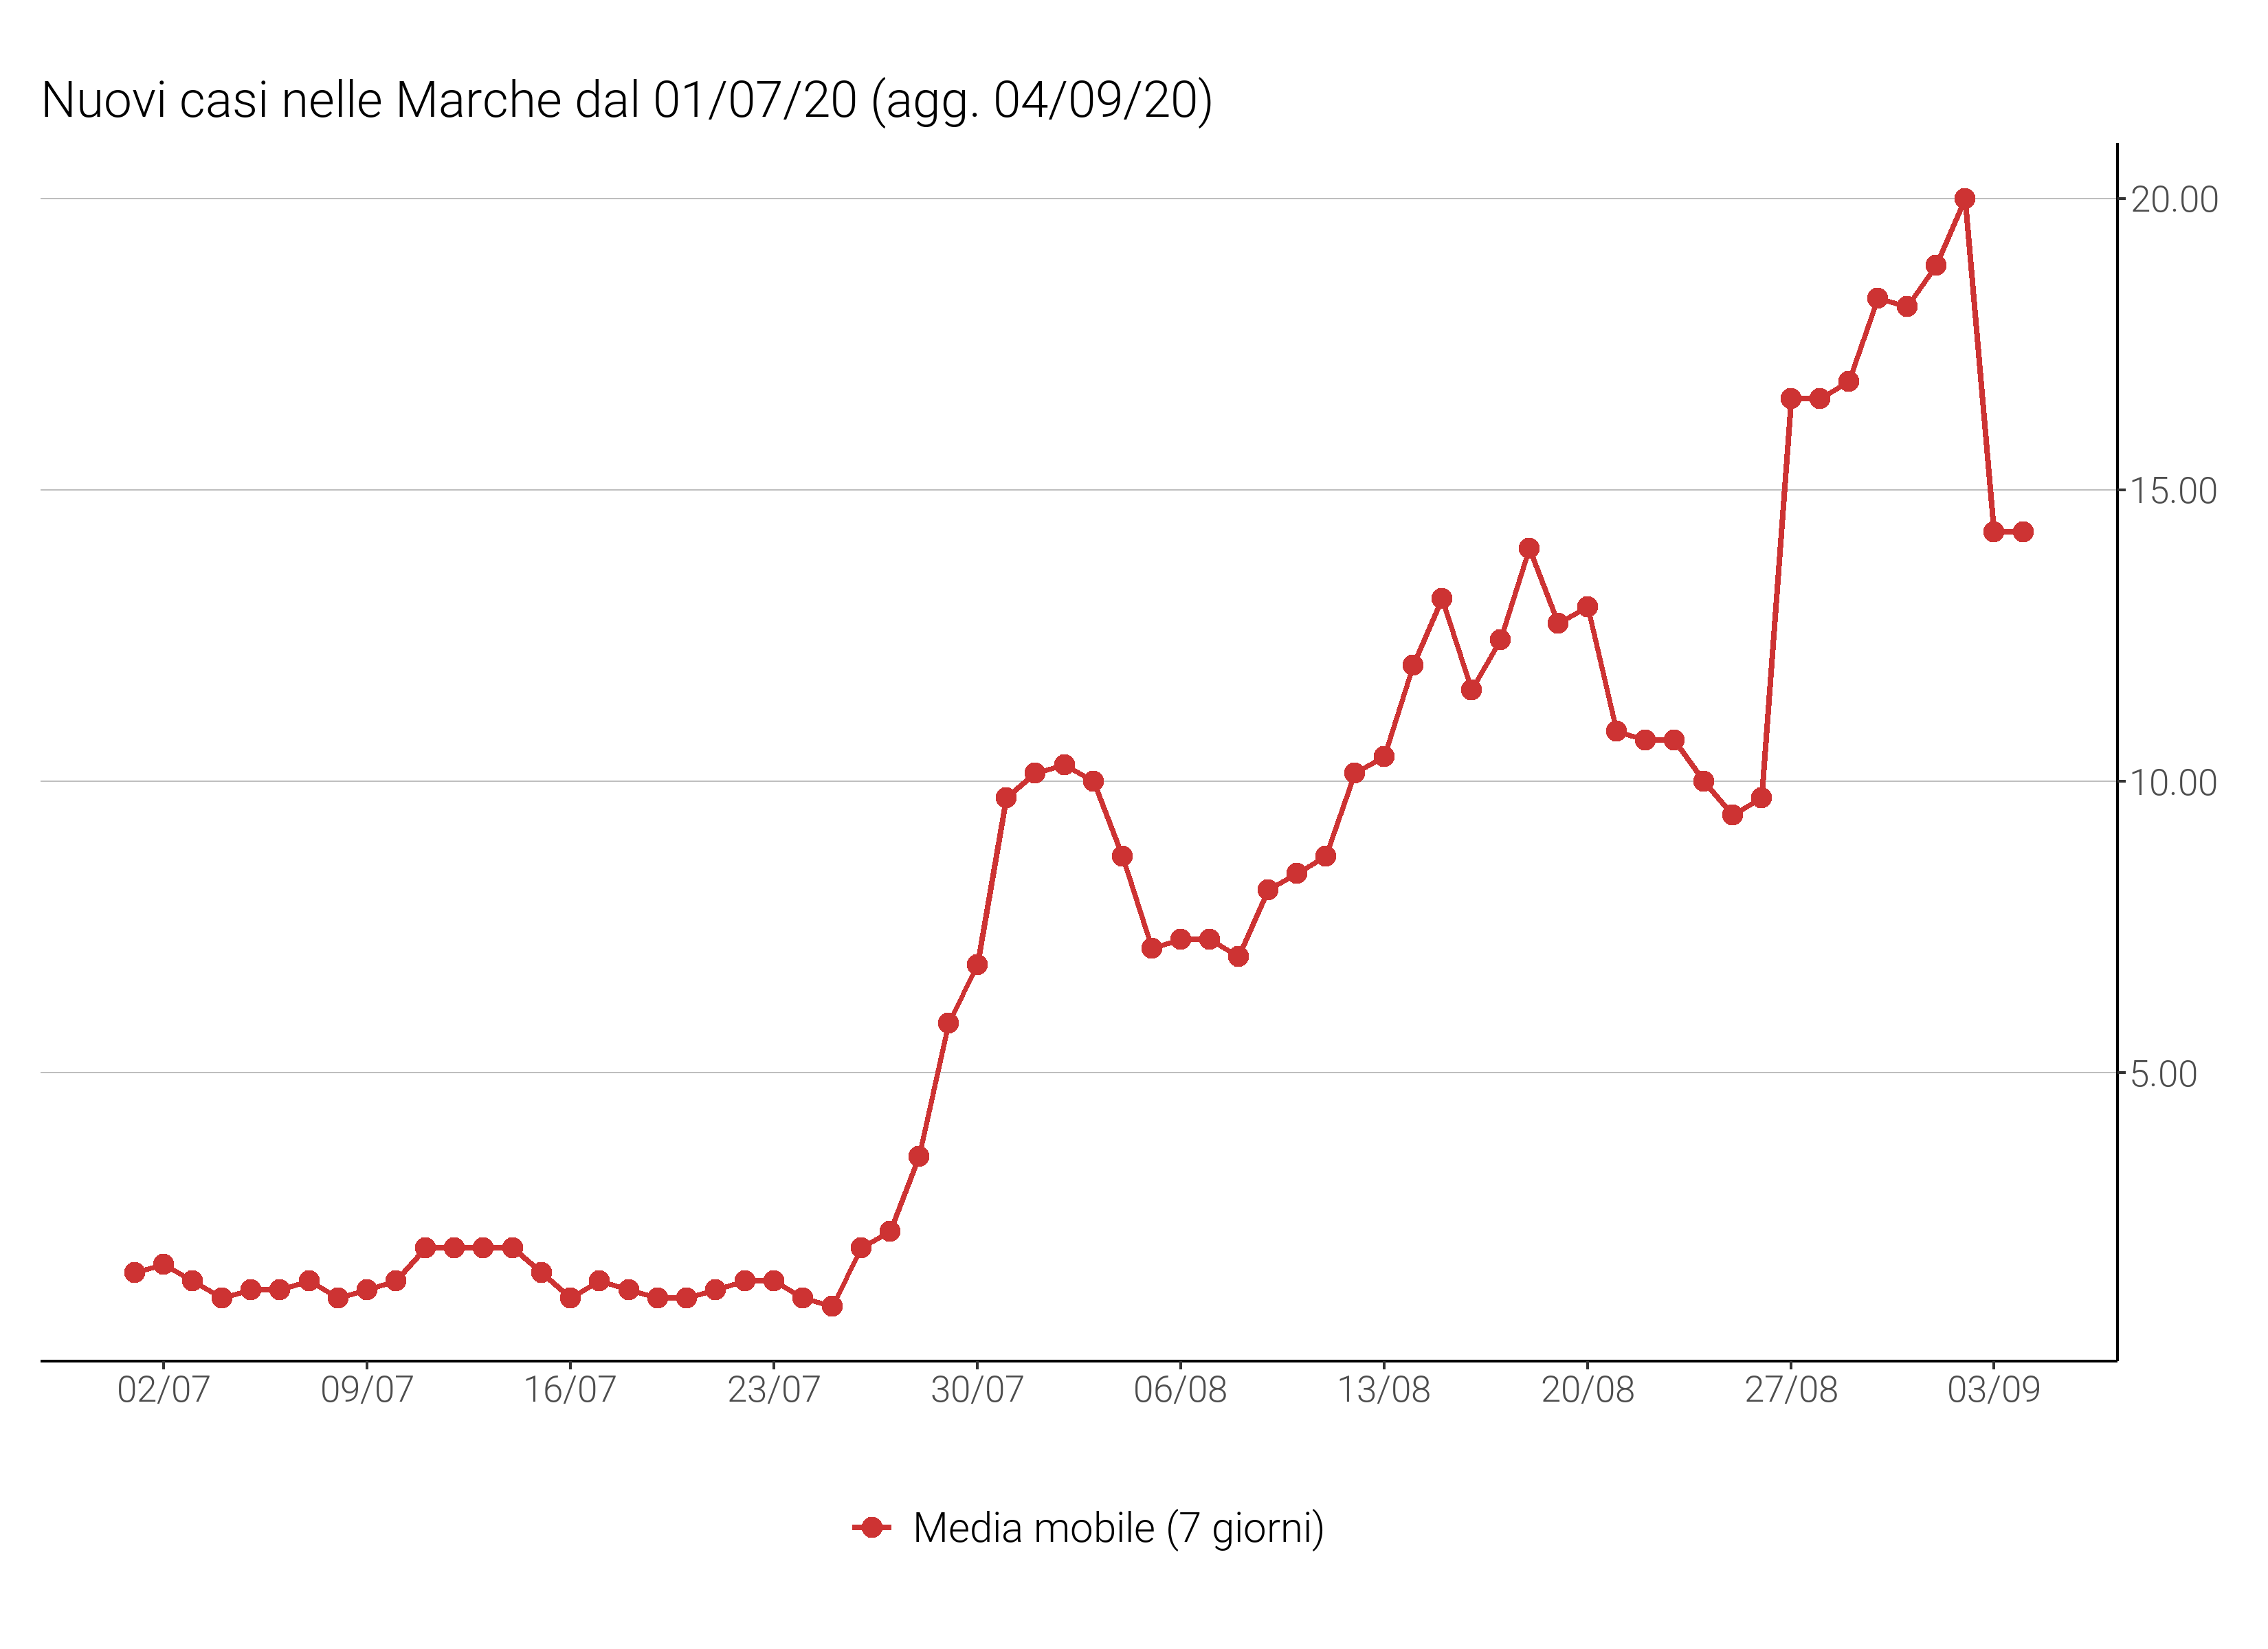 Nuovi casi nelle Marche dal 01/07/20 (agg. 04/09/20)
20.00
15.00
10.00
5.00
02/07 09/07 16/07 23/07 30/07 06/08 13/08 20/08 27/08 03/09
Media mobile (7 giorni)